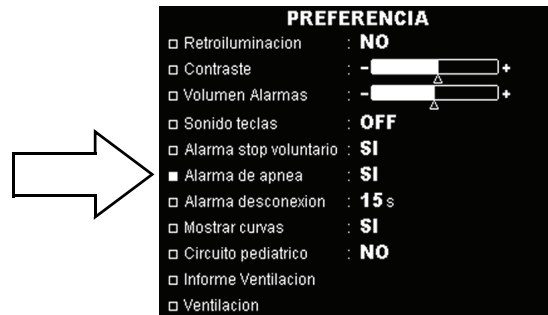 PREFERENCIA
Retroiluminacion : NO
Contraste : - +
Volumen Alarmas : - +
Sonido teclas : OFF
Alarma stop voluntario : SI
Alarma de apnea : SI
Alarma desconexion : 15 s
Mostrar curvas : SI
Circuito pediatrico : NO
Informe Ventilacion
Ventilacion